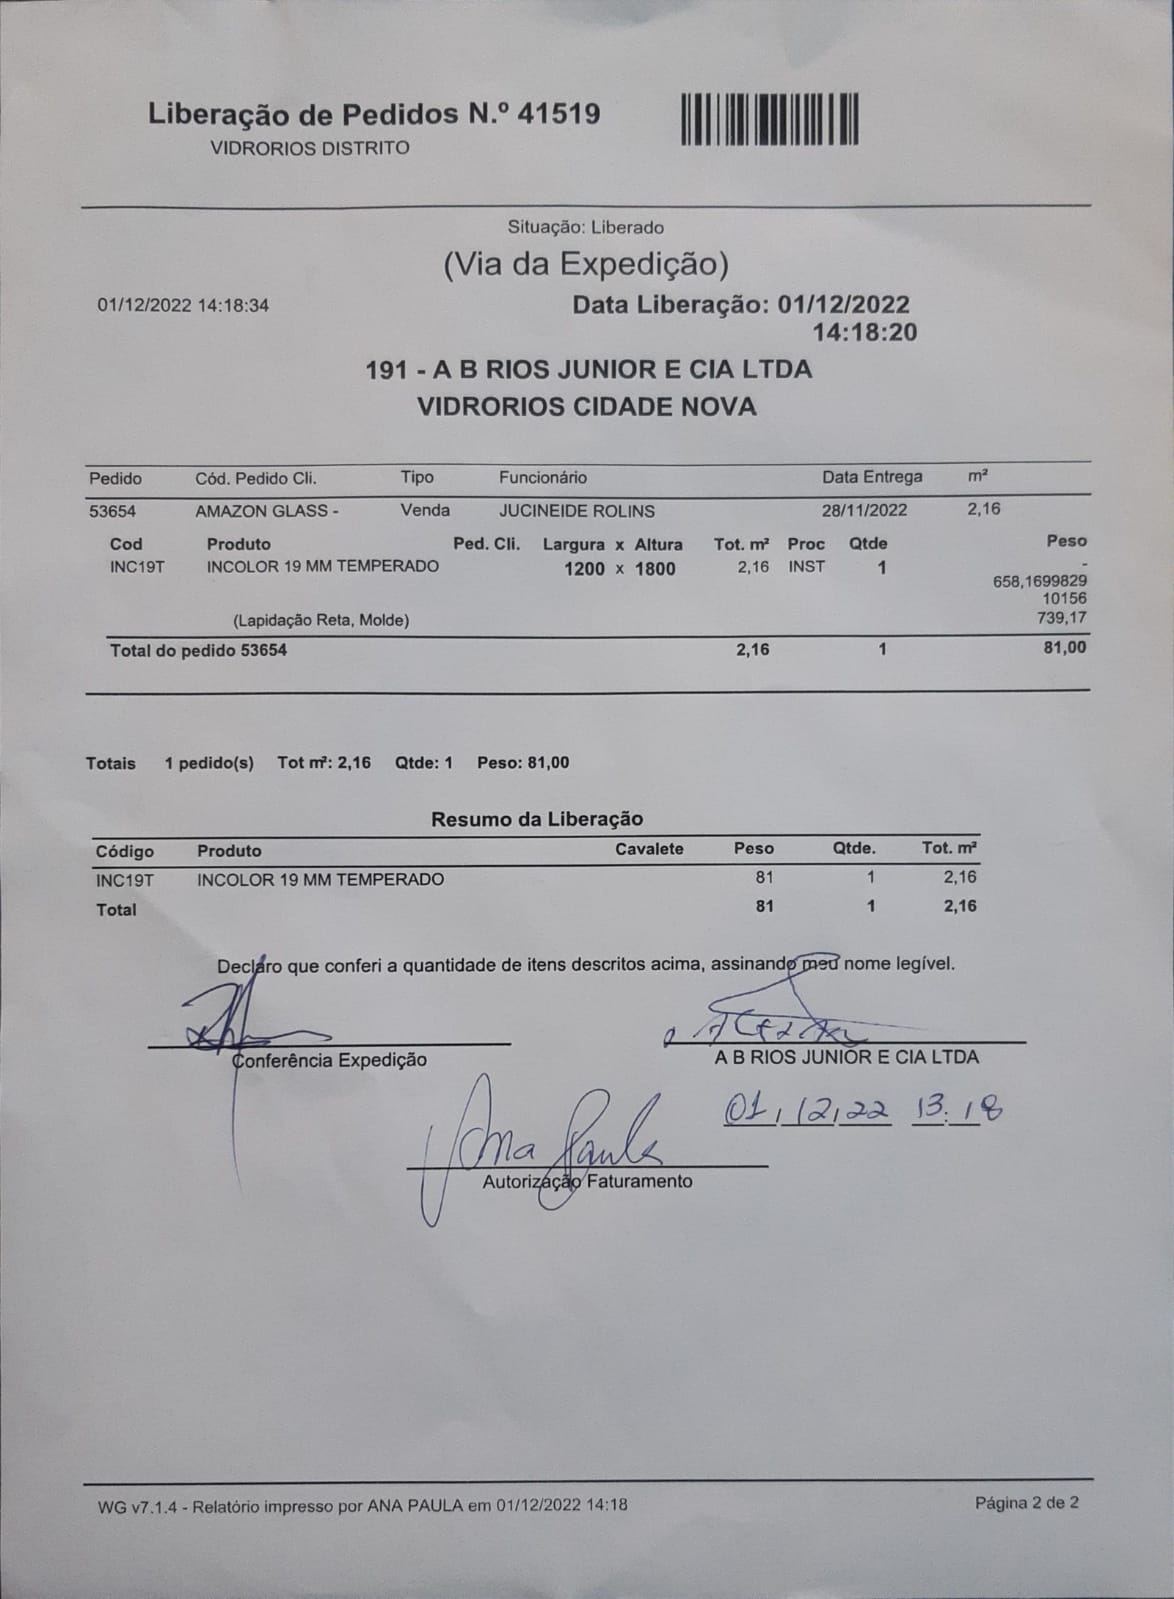 Liberação de Pedidos N.º 41519
VIDRORIOS DISTRITO
Situação: Liberado
(Via da Expedição)
01/12/2022 14:18:34
Data Liberação: 01/12/2022
14:18:20
191 - A B RIOS JUNIOR E CIA LTDA
VIDRORIOS CIDADE NOVA
Pedido Cód. Pedido Cli. Tipo Funcionário Data Entrega m²
53654 AMAZON GLASS - Venda JUCINEIDE ROLINS 28/11/2022 2,16
Cod Produto Ped. Cli. Largura x Altura Tot. m² Proc Qtde Peso
INC19T INCOLOR 19 MM TEMPERADO 1200 x 1800 2,16 INST 1 -
658,1699829
10156
(Lapidação Reta, Molde) 739,17
Total do pedido 53654 2,16 1 81,00
Totais 1 pedido(s) Tot m²: 2,16 Qtde: 1 Peso: 81,00
Resumo da Liberação
Código Produto Cavalete Peso Qtde. Tot. m²
INC19T INCOLOR 19 MM TEMPERADO 81 1 2,16
Total 81 1 2,16
Declaro que conferi a quantidade de itens descritos acima, assinando meu nome legível.
Conferência Expedição
A B RIOS JUNIOR E CIA LTDA
01/12/22 13:18
Ana Paula
Autorização Faturamento
WG v7.1.4 - Relatório impresso por ANA PAULA em 01/12/2022 14:18
Página 2 de 2